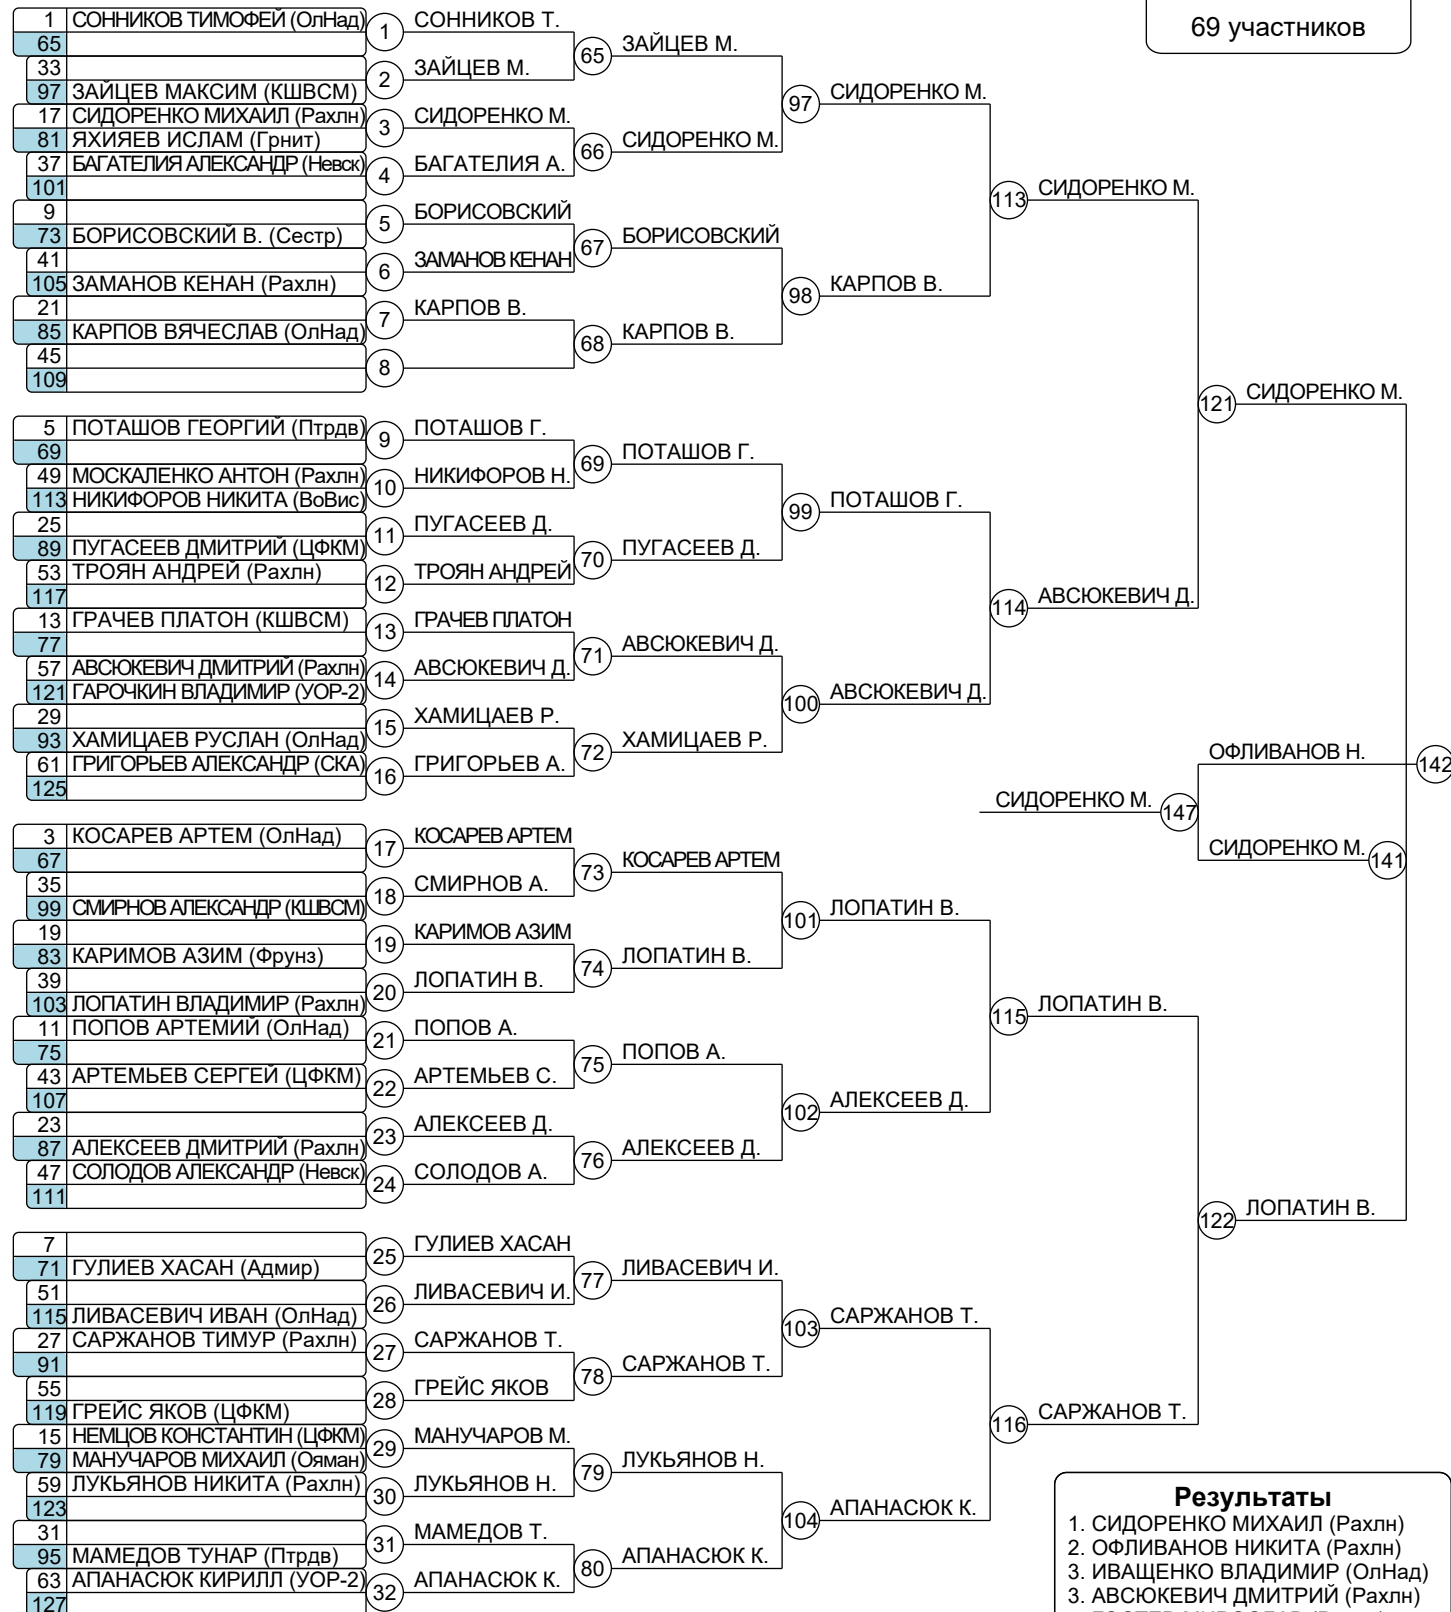 69 участников
1 СОННИКОВ ТИМОФЕЙ (ОлНад)
65
33
97 ЗАЙЦЕВ МАКСИМ (КШВСМ)
17 СИДОРЕНКО МИХАИЛ (Рахлн)
81 ЯХИЯЕВ ИСЛАМ (Грнит)
37 БАГАТЕЛИЯ АЛЕКСАНДР (Невск)
101
9
73 БОРИСОВСКИЙ В. (Сестр)
41
105 ЗАМАНОВ КЕНАН (Рахлн)
21
85 КАРПОВ ВЯЧЕСЛАВ (ОлНад)
45
109
5 ПОТАШОВ ГЕОРГИЙ (Птрдв)
69
49 МОСКАЛЕНКО АНТОН (Рахлн)
113 НИКИФОРОВ НИКИТА (ВоВис)
25
89 ПУГАСЕЕВ ДМИТРИЙ (ЦФКМ)
53 ТРОЯН АНДРЕЙ (Рахлн)
117
13 ГРАЧЕВ ПЛАТОН (КШВСМ)
77
57 АВСЮКЕВИЧ ДМИТРИЙ (Рахлн)
121 ГАРОЧКИН ВЛАДИМИР (УОР-2)
29
93 ХАМИЦАЕВ РУСЛАН (ОлНад)
61 ГРИГОРЬЕВ АЛЕКСАНДР (СКА)
125
3 КОСАРЕВ АРТЕМ (ОлНад)
67
35
99 СМИРНОВ АЛЕКСАНДР (КШВСМ)
19
83 КАРИМОВ АЗИМ (Фрунз)
39
103 ЛОПАТИН ВЛАДИМИР (Рахлн)
11 ПОПОВ АРТЕМИЙ (ОлНад)
75
43 АРТЕМЬЕВ СЕРГЕЙ (ЦФКМ)
107
23
87 АЛЕКСЕЕВ ДМИТРИЙ (Рахлн)
47 СОЛОДОВ АЛЕКСАНДР (Невск)
111
7
71 ГУЛИЕВ ХАСАН (Адмир)
51
115 ЛИВАСЕВИЧ ИВАН (ОлНад)
27 САРЖАНОВ ТИМУР (Рахлн)
91
55
119 ГРЕЙС ЯКОВ (ЦФКМ)
15 НЕМЦОВ КОНСТАНТИН (ЦФКМ)
79 МАНУЧАРОВ МИХАИЛ (Ояман)
59 ЛУКЬЯНОВ НИКИТА (Рахлн)
123
31
95 МАМЕДОВ ТУНАР (Птрдв)
63 АПАНАСЮК КИРИЛЛ (УОР-2)
127
1 СОННИКОВ Т.
2 ЗАЙЦЕВ М.
3 СИДОРЕНКО М.
4 БАГАТЕЛИЯ А.
5 БОРИСОВСКИЙ
6 ЗАМАНОВ КЕНАН
7 КАРПОВ В.
8
9 ПОТАШОВ Г.
10 НИКИФОРОВ Н.
11 ПУГАСЕЕВ Д.
12 ТРОЯН АНДРЕЙ
13 ГРАЧЕВ ПЛАТОН
14 АВСЮКЕВИЧ Д.
15 ХАМИЦАЕВ Р.
16 ГРИГОРЬЕВ А.
17 КОСАРЕВ АРТЕМ
18 СМИРНОВ А.
19 КАРИМОВ АЗИМ
20 ЛОПАТИН В.
21 ПОПОВ А.
22 АРТЕМЬЕВ С.
23 АЛЕКСЕЕВ Д.
24 СОЛОДОВ А.
25 ГУЛИЕВ ХАСАН
26 ЛИВАСЕВИЧ И.
27 САРЖАНОВ Т.
28 ГРЕЙС ЯКОВ
29 МАНУЧАРОВ М.
30 ЛУКЬЯНОВ Н.
31 МАМЕДОВ Т.
32 АПАНАСЮК К.
65 ЗАЙЦЕВ М.
66 СИДОРЕНКО М.
67 БОРИСОВСКИЙ
68 КАРПОВ В.
69 ПОТАШОВ Г.
70 ПУГАСЕЕВ Д.
71 АВСЮКЕВИЧ Д.
72 ХАМИЦАЕВ Р.
73 КОСАРЕВ АРТЕМ
74 ЛОПАТИН В.
75 ПОПОВ А.
76 АЛЕКСЕЕВ Д.
77 ЛИВАСЕВИЧ И.
78 САРЖАНОВ Т.
79 ЛУКЬЯНОВ Н.
80 АПАНАСЮК К.
97 СИДОРЕНКО М.
98 КАРПОВ В.
99 ПОТАШОВ Г.
100 АВСЮКЕВИЧ Д.
101 ЛОПАТИН В.
102 АЛЕКСЕЕВ Д.
103 САРЖАНОВ Т.
104 АПАНАСЮК К.
113 СИДОРЕНКО М.
114 АВСЮКЕВИЧ Д.
115 ЛОПАТИН В.
116 САРЖАНОВ Т.
121 СИДОРЕНКО М.
122 ЛОПАТИН В.
ОФЛИВАНОВ Н. 142
СИДОРЕНКО М. 147
СИДОРЕНКО М. 141
Результаты
1. СИДОРЕНКО МИХАИЛ (Рахлн)
2. ОФЛИВАНОВ НИКИТА (Рахлн)
3. ИВАЩЕНКО ВЛАДИМИР (ОлНад)
3. АВСЮКЕВИЧ ДМИТРИЙ (Рахлн)